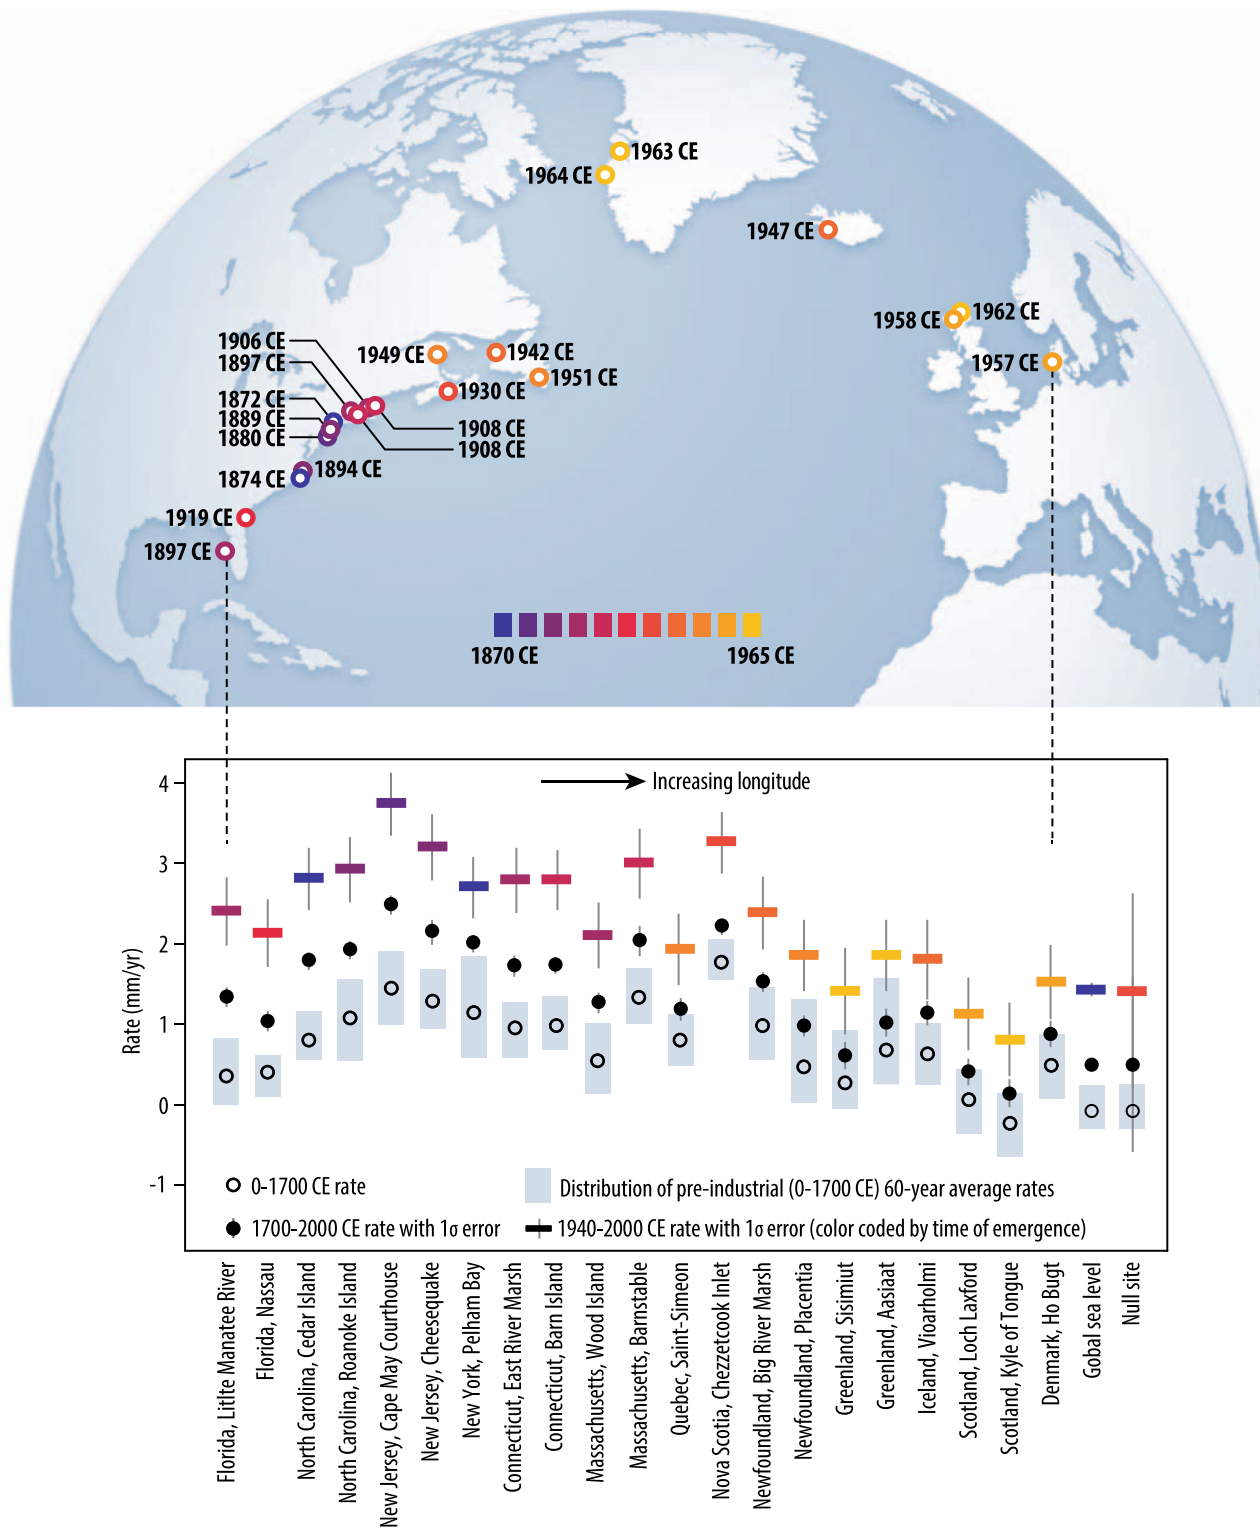 1963 CE
1964 CE
1947 CE
1962 CE
1958 CE
1906 CE
1949 CE
1942 CE
1897 CE
1957 CE
1951 CE
1930 CE
1872 CE
1889 CE
1908 CE
1880 CE
1908 CE
1894 CE
1874 CE
1919 CE
1897 CE
1870 CE
1965 CE
Increasing longitude
Rate (mm/yr)
4
3
2
1
0
-1
0-1700 CE rate
Distribution of pre-industrial (0-1700 CE) 60-year average rates
1700-2000 CE rate with 1σ error
1940-2000 CE rate with 1σ error (color coded by time of emergence)
Florida, Little Manatee River
Florida, Nassau
North Carolina, Cedar Island
North Carolina, Roanoke Island
New Jersey, Cape May Courthouse
New Jersey, Cheesequake
New York, Pelham Bay
Connecticut, East River Marsh
Connecticut, Barn Island
Massachusetts, Wood Island
Massachusetts, Barnstable
Quebec, Saint-Simeon
Nova Scotia, Chezzetcook Inlet
Newfoundland, Big River Marsh
Newfoundland, Placentia
Greenland, Sisimiut
Greenland, Aasiaat
Iceland, Vioarholmi
Scotland, Loch Laxford
Scotland, Kyle of Tongue
Denmark, Ho Bugt
Gobal sea level
Null site